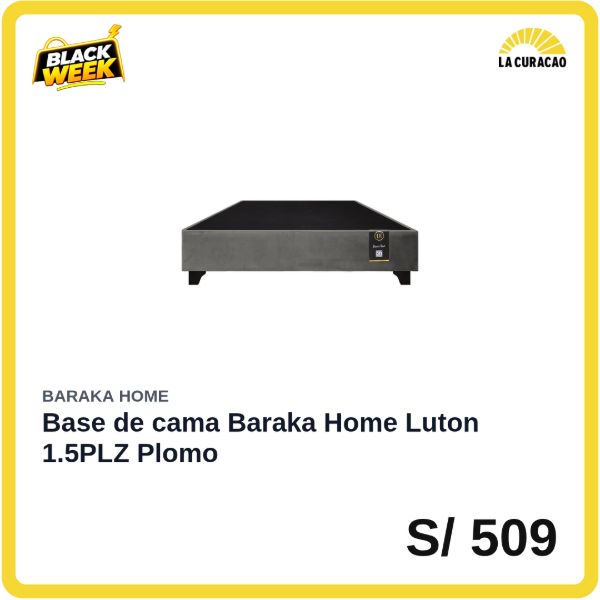 BLACK
WEEK
LA CURACAO
BARAKA HOME
Base de cama Baraka Home Luton
1.5PLZ Plomo
S/ 509